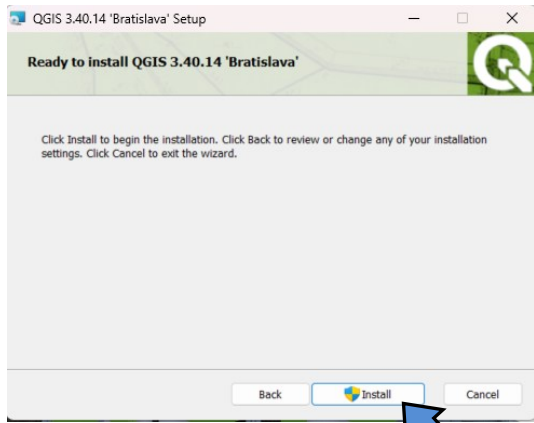 QGIS 3.40.14 'Bratislava' Setup
Ready to install QGIS 3.40.14 'Bratislava'
Click Install to begin the installation. Click Back to review or change any of your installation
settings. Click Cancel to exit the wizard.
Back Install Cancel